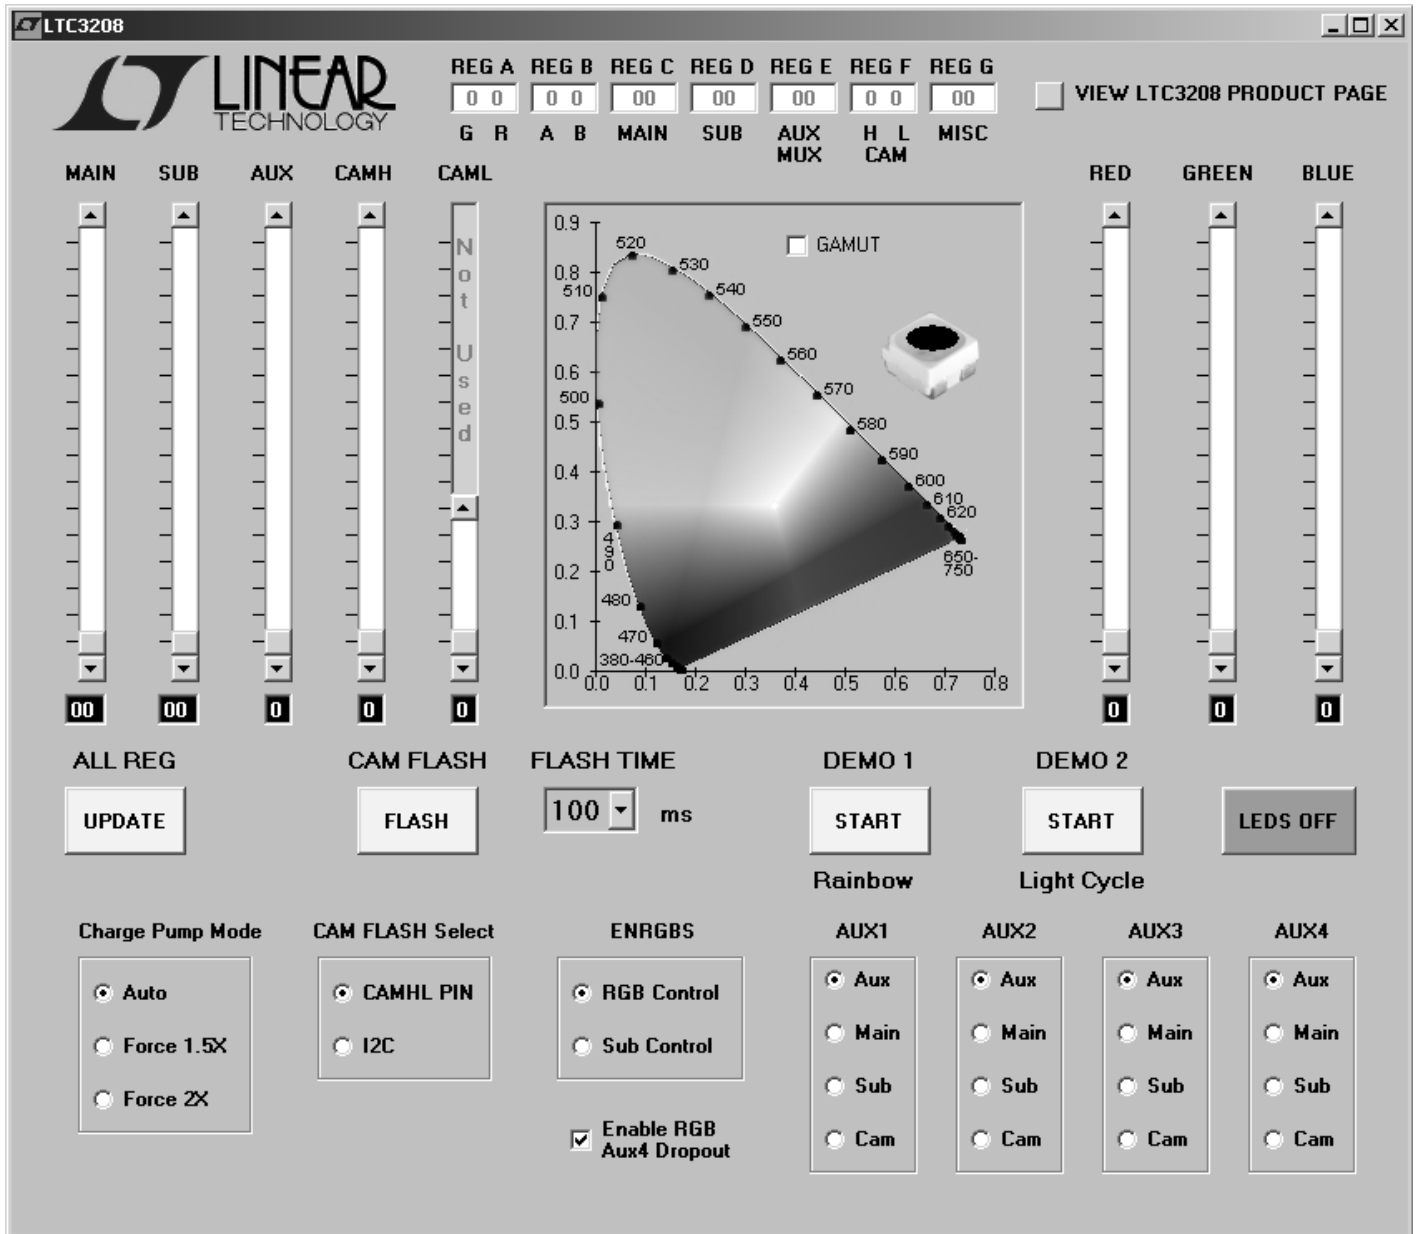 LTC3208
LINEAR
TECHNOLOGY
REG A REG B REG C REG D REG E REG F REG G
0 0 0 0 00 00 00 0 0 00
G R A B MAIN SUB AUX MUX H L CAM MISC
VIEW LTC3208 PRODUCT PAGE
MAIN SUB AUX CAMH CAML
Not Used
RED GREEN BLUE
GAMUT
0.9
0.8
0.7
0.6
0.5
0.4
0.3
0.2
0.1
0.0
0.0 0.1 0.2 0.3 0.4 0.5 0.6 0.7 0.8
520
530
510
540
550
560
570
500
580
590
600
610
620
490
650-
750
480
470
380-460
00 00 0 0 0
0 0 0
ALL REG
UPDATE
CAM FLASH
FLASH
FLASH TIME
100 ms
DEMO 1
START
Rainbow
DEMO 2
START
Light Cycle
LEDS OFF
Charge Pump Mode
Auto
Force 1.5X
Force 2X
CAM FLASH Select
CAMHL PIN
I2C
ENRGBS
RGB Control
Sub Control
Enable RGB
Aux4 Dropout
AUX1
Aux
Main
Sub
Cam
AUX2
Aux
Main
Sub
Cam
AUX3
Aux
Main
Sub
Cam
AUX4
Aux
Main
Sub
Cam